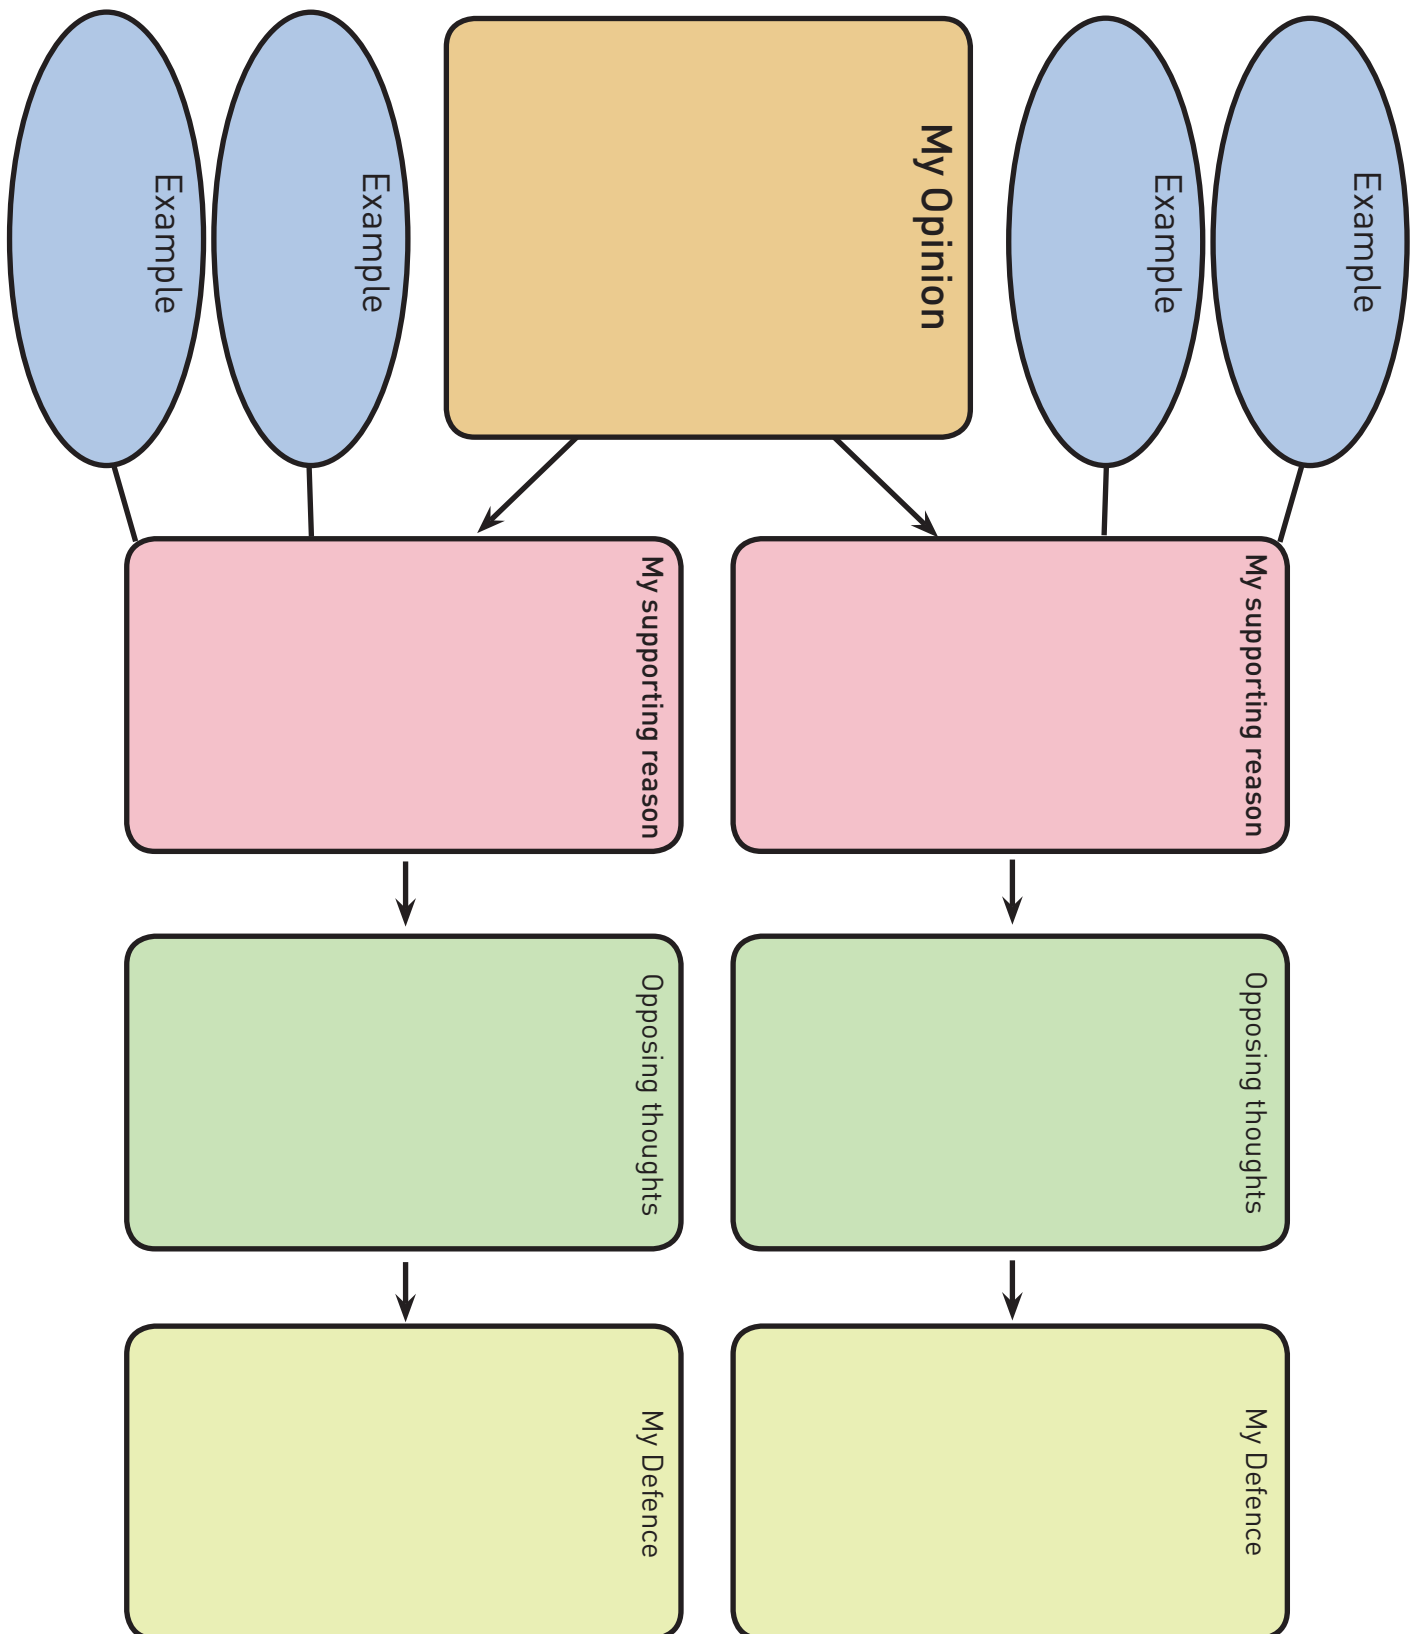 Example
My supporting reason
Opposing thoughts
My Defence
Example
My Opinion
My supporting reason
Opposing thoughts
My Defence
Example
Example